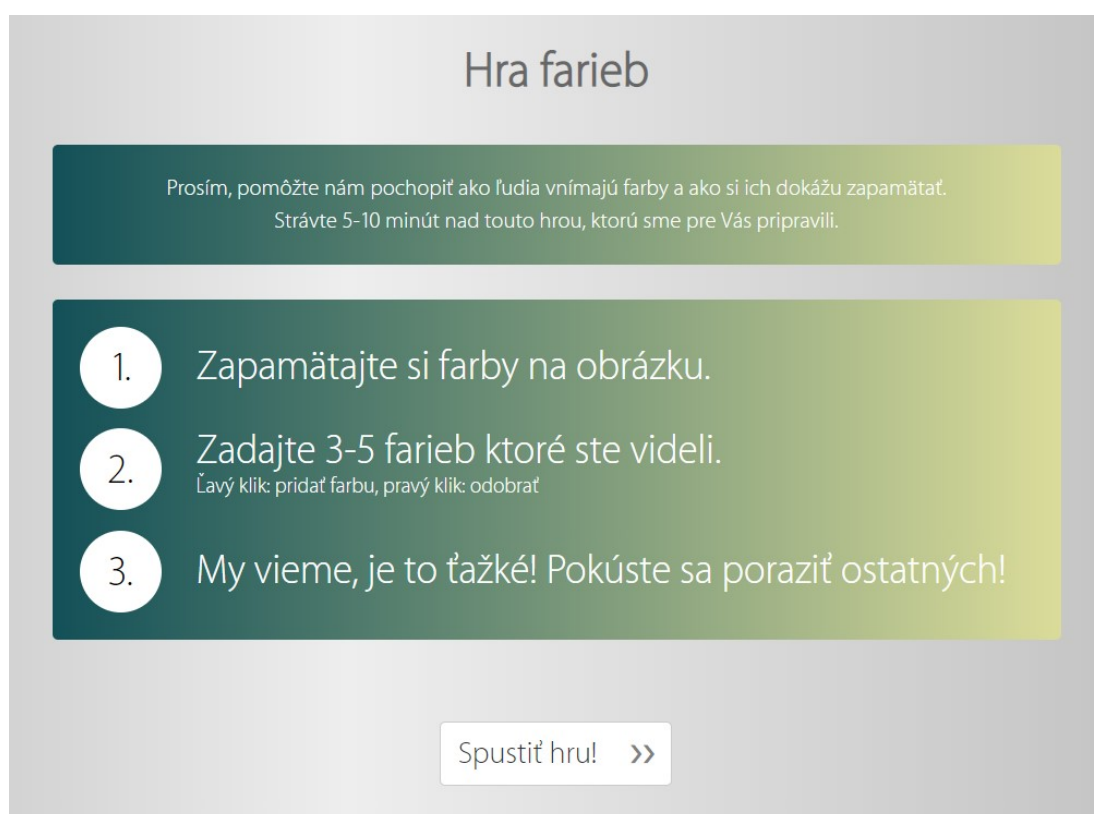 Hra farieb
Prosím, pomôžte nám pochopiť ako ľudia vnímajú farby a ako si ich dokážu zapamätať.
Strávte 5-10 minút nad touto hrou, ktorú sme pre Vás pripravili.
1. Zapamätajte si farby na obrázku.
2. Zadajte 3-5 farieb ktoré ste videli.
Ľavý klik: pridať farbu, pravý klik: odobrať
3. My vieme, je to ťažké! Pokúste sa poraziť ostatných!
Spustiť hru! »